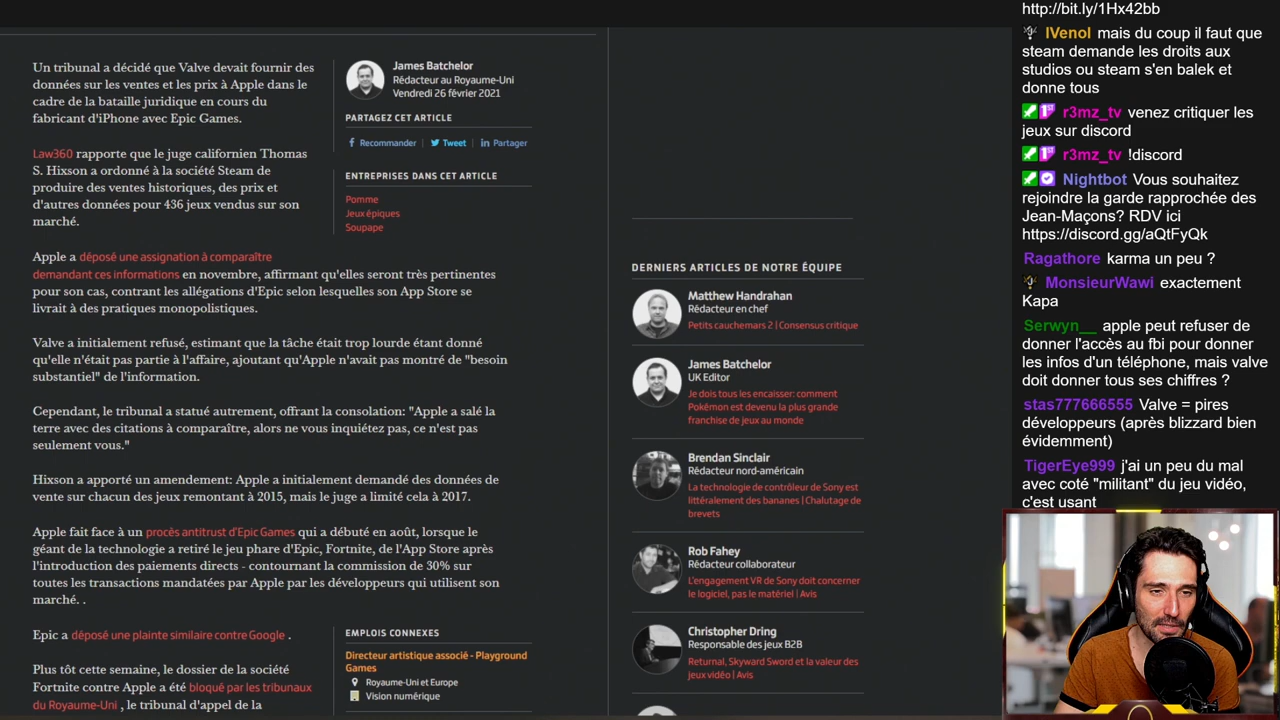 Un tribunal a décidé que Valve devait fournir des
données sur les ventes et les prix à Apple dans le
cadre de la bataille juridique en cours du
fabricant d'iPhone avec Epic Games.
Law360 rapporte que le juge californien Thomas
S. Hixson a ordonné à la société Steam de
produire des ventes historiques, des prix et
d'autres données pour 436 jeux vendus sur son
marché.
Apple a déposé une assignation à comparaître
demandant ces informations en novembre, affirmant qu'elles seront très pertinentes
pour son cas, contrant les allégations d'Epic selon lesquelles son App Store se
livrait à des pratiques monopolistiques.
Valve a initialement refusé, estimant que la tâche était trop lourde étant donné
qu'elle n'était pas partie à l'affaire, ajoutant qu'Apple n'avait pas montré de "besoin
substantiel" de l'information.
Cependant, le tribunal a statué autrement, offrant la consolation: "Apple a salé la
terre avec des citations à comparaître, alors ne vous inquiétez pas, ce n'est pas
seulement vous."
Hixson a apporté un amendement: Apple a initialement demandé des données de
vente sur chacun des jeux remontant à 2015, mais le juge a limité cela à 2017.
Apple fait face à un procès antitrust d'Epic Games qui a débuté en août, lorsque le
géant de la technologie a retiré le jeu phare d'Epic, Fortnite, de l'App Store après
l'introduction des paiements directs - contournant la commission de 30% sur
toutes les transactions mandatées par Apple par les développeurs qui utilisent son
marché. .
Epic a déposé une plainte similaire contre Google .
Plus tôt cette semaine, le dossier de la société
Fortnite contre Apple a été bloqué par les tribunaux
du Royaume-Uni , le tribunal d'appel de la
James Batchelor
Rédacteur au Royaume-Uni
Vendredi 26 février 2021
PARTAGEZ CET ARTICLE
Recommander | Tweet | Partager
ENTREPRISES DANS CET ARTICLE
Pomme
Jeux épiques
Soupape
EMPLOIS CONNEXES
Directeur artistique associé - Playground
Games
Royaume-Uni et Europe
Vision numérique
DERNIERS ARTICLES DE NOTRE ÉQUIPE
Matthew Handrahan
Rédacteur en chef
Petits cauchemars 2 | Consensus critique
James Batchelor
UK Editor
Je dois tous les encaisser: comment
Pokémon est devenu la plus grande
franchise de jeux au monde
Brendan Sinclair
Rédacteur nord-américain
La technologie de contrôleur de Sony est
littéralement des bananes | Chalutage de
brevets
Rob Fahey
Rédacteur collaborateur
L'engagement VR de Sony doit concerner
le logiciel, pas le matériel | Avis
Christopher Dring
Responsable des jeux B2B
Returnal, Skyward Sword et la valeur des
jeux vidéo | Avis
http://bit.ly/1Hx42bb
IVenol mais du coup il faut que
steam demande les droits aux
studios ou steam s'en balek et
donne tous
r3mz_tv venez critiquer les
jeux sur discord
r3mz_tv !discord
Nightbot Vous souhaitez
rejoindre la garde rapprochée des
Jean-Maçons? RDV ici
https://discord.gg/aQtFyQk
Ragathore karma un peu ?
MonsieurWawi exactement
Kapa
Serwyn__ apple peut refuser de
donner l'accès au fbi pour donner
les infos d'un téléphone, mais valve
doit donner tous ses chiffres ?
stas777666555 Valve = pires
développeurs (après blizzard bien
évidemment)
TigerEye999 j'ai un peu du mal
avec coté "militant" du jeu vidéo,
c'est usant